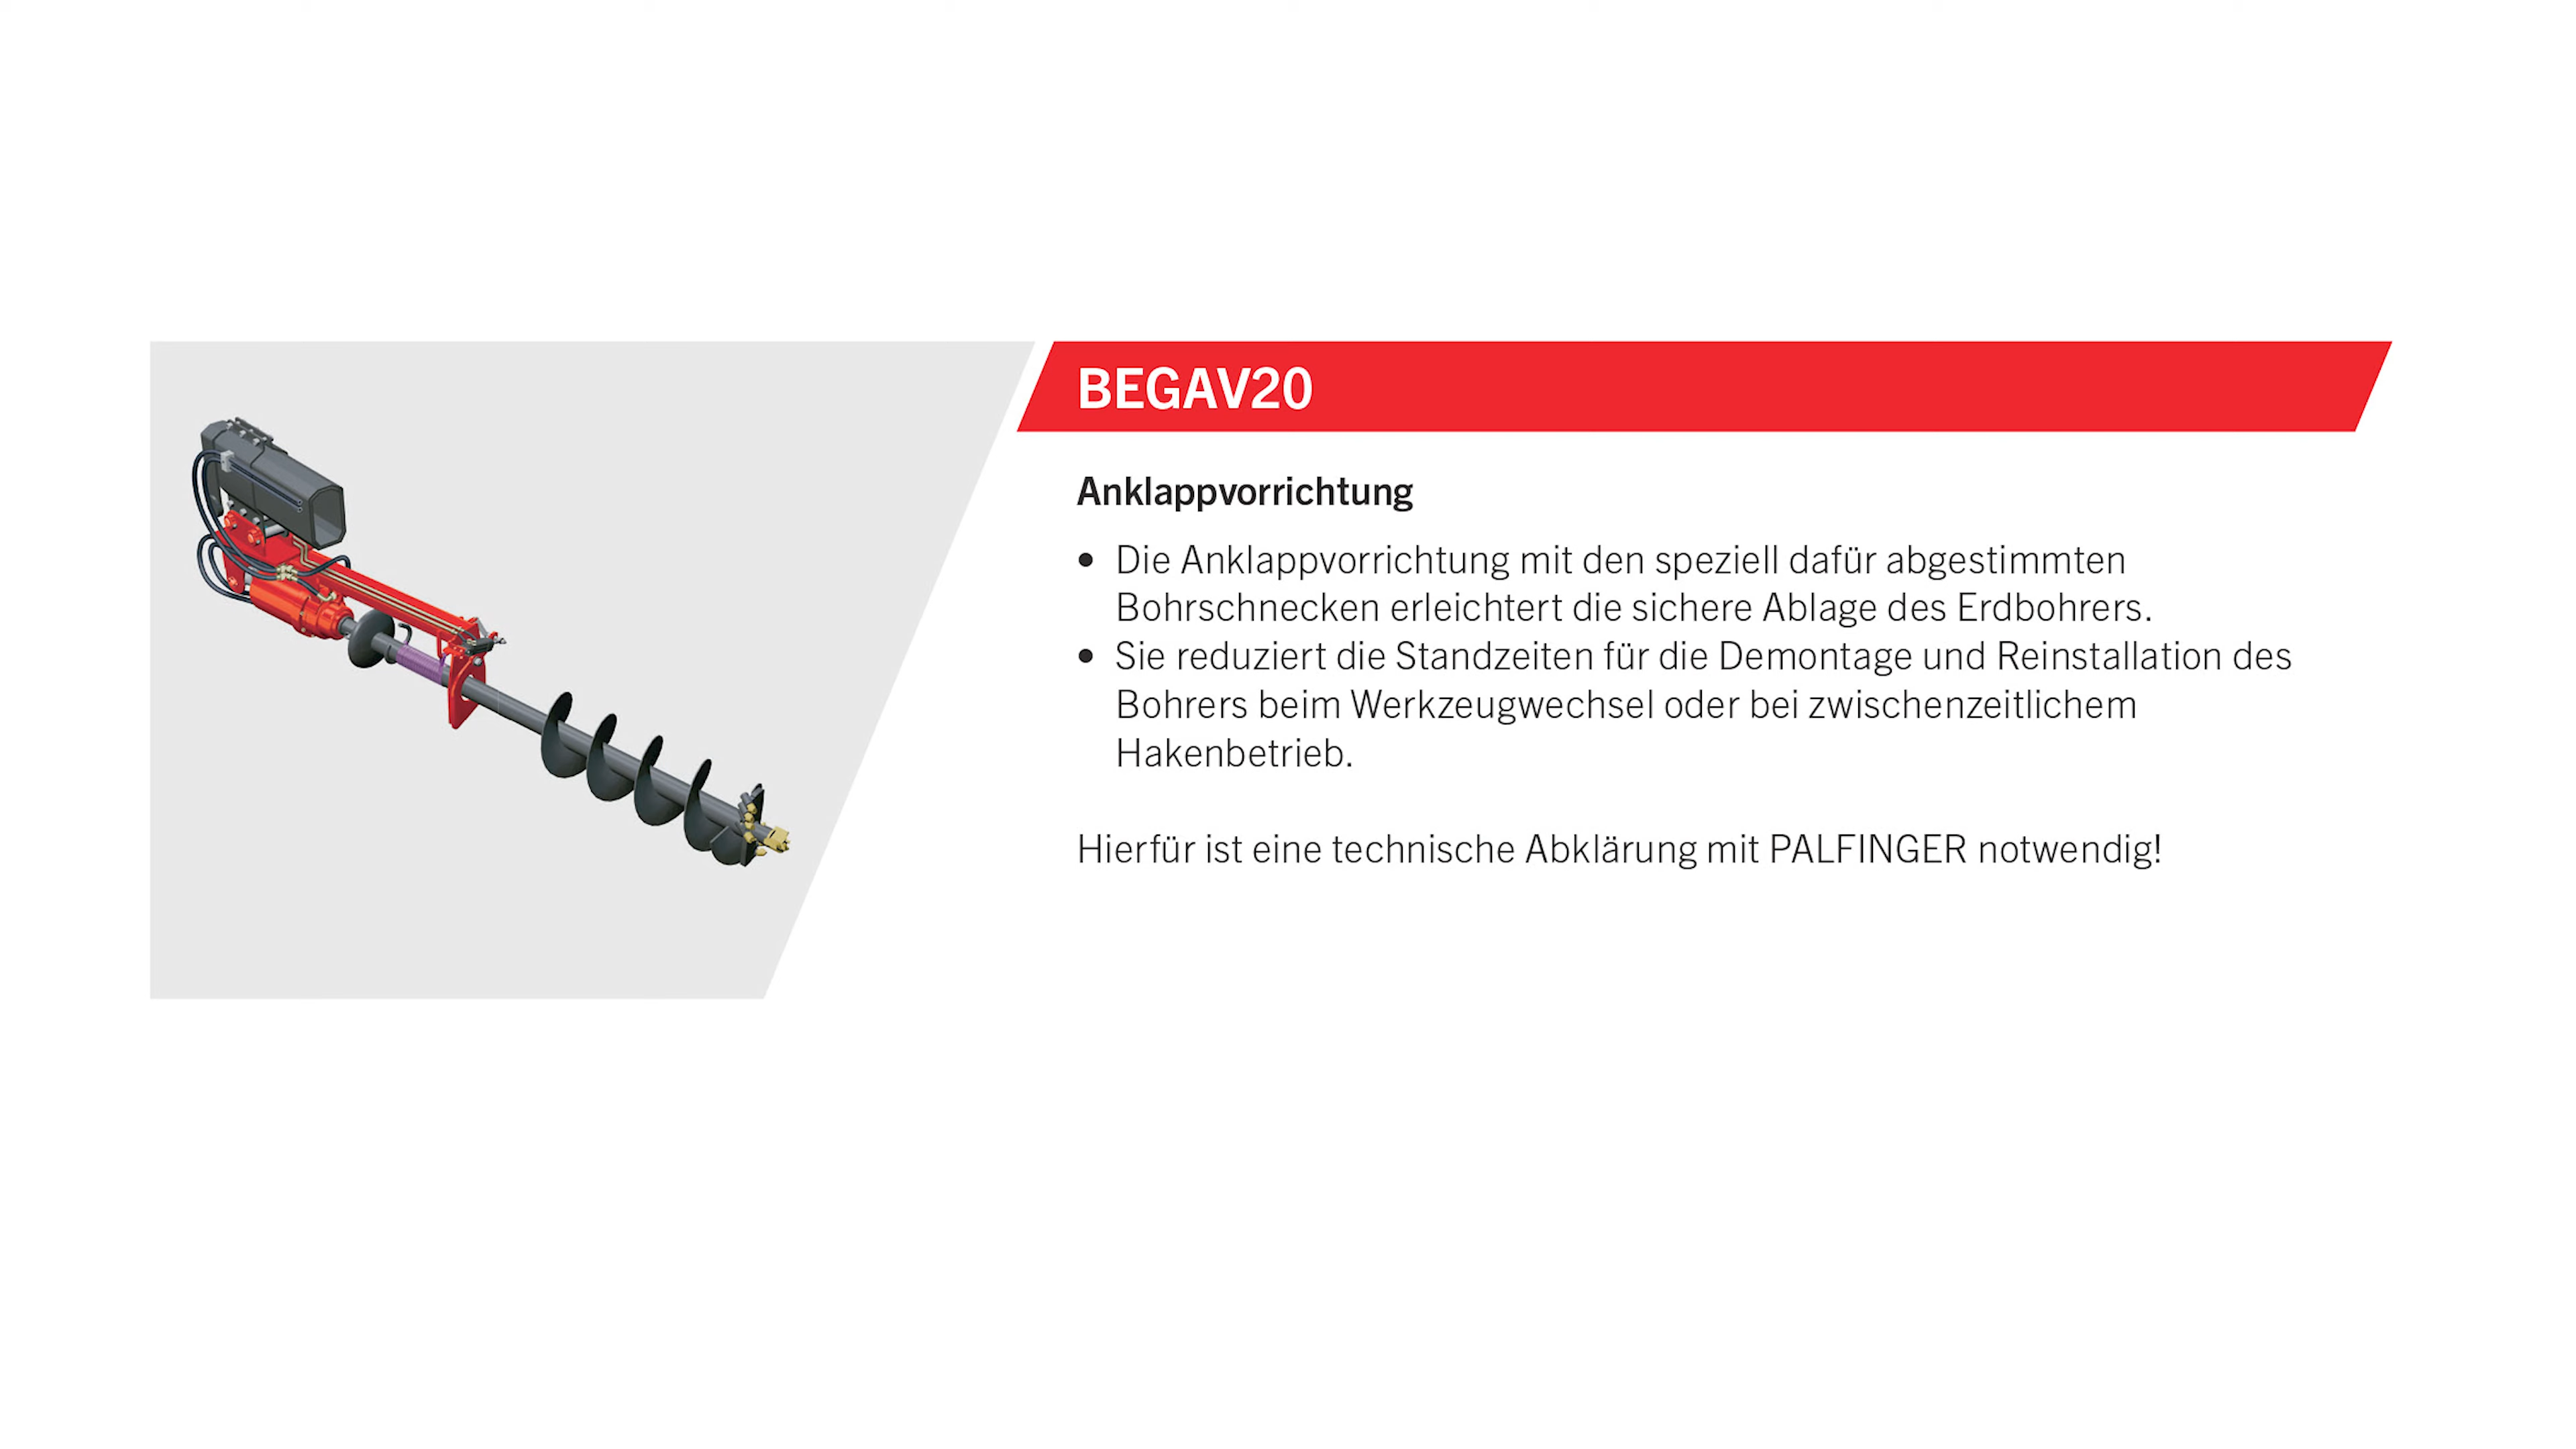 BEGAV20
Anklappvorrichtung
• Die Anklappvorrichtung mit den speziell dafür abgestimmten
Bohrschnecken erleichtert die sichere Ablage des Erdbohrers.
• Sie reduziert die Standzeiten für die Demontage und Reinstallation des
Bohrers beim Werkzeugwechsel oder bei zwischenzeitlichem
Hakenbetrieb.
Hierfür ist eine technische Abklärung mit PALFINGER notwendig!